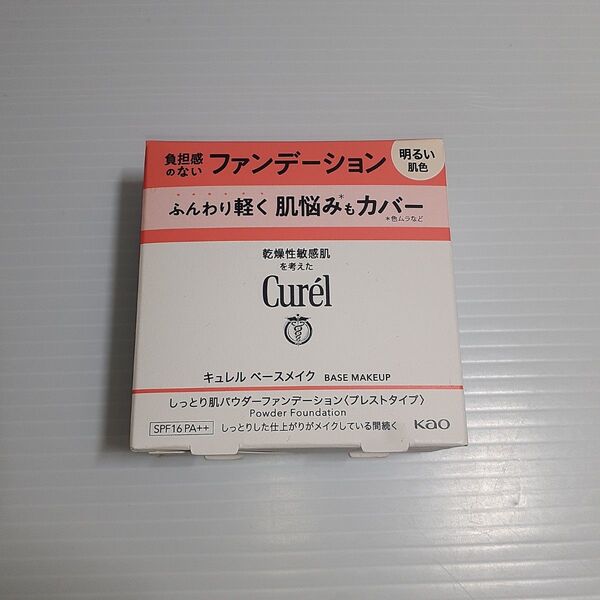 負担感
のない
ファンデーション
明るい
肌色
ふんわり軽く 肌悩み*もカバー
*色ムラなど
乾燥性敏感肌
を考えた
Curél
キュレル ベースメイク BASE MAKEUP
しっとり肌パウダーファンデーション〈プレストタイプ〉
Powder Foundation
SPF16 PA++ しっとりした仕上がりがメイクしている間続く
Kao